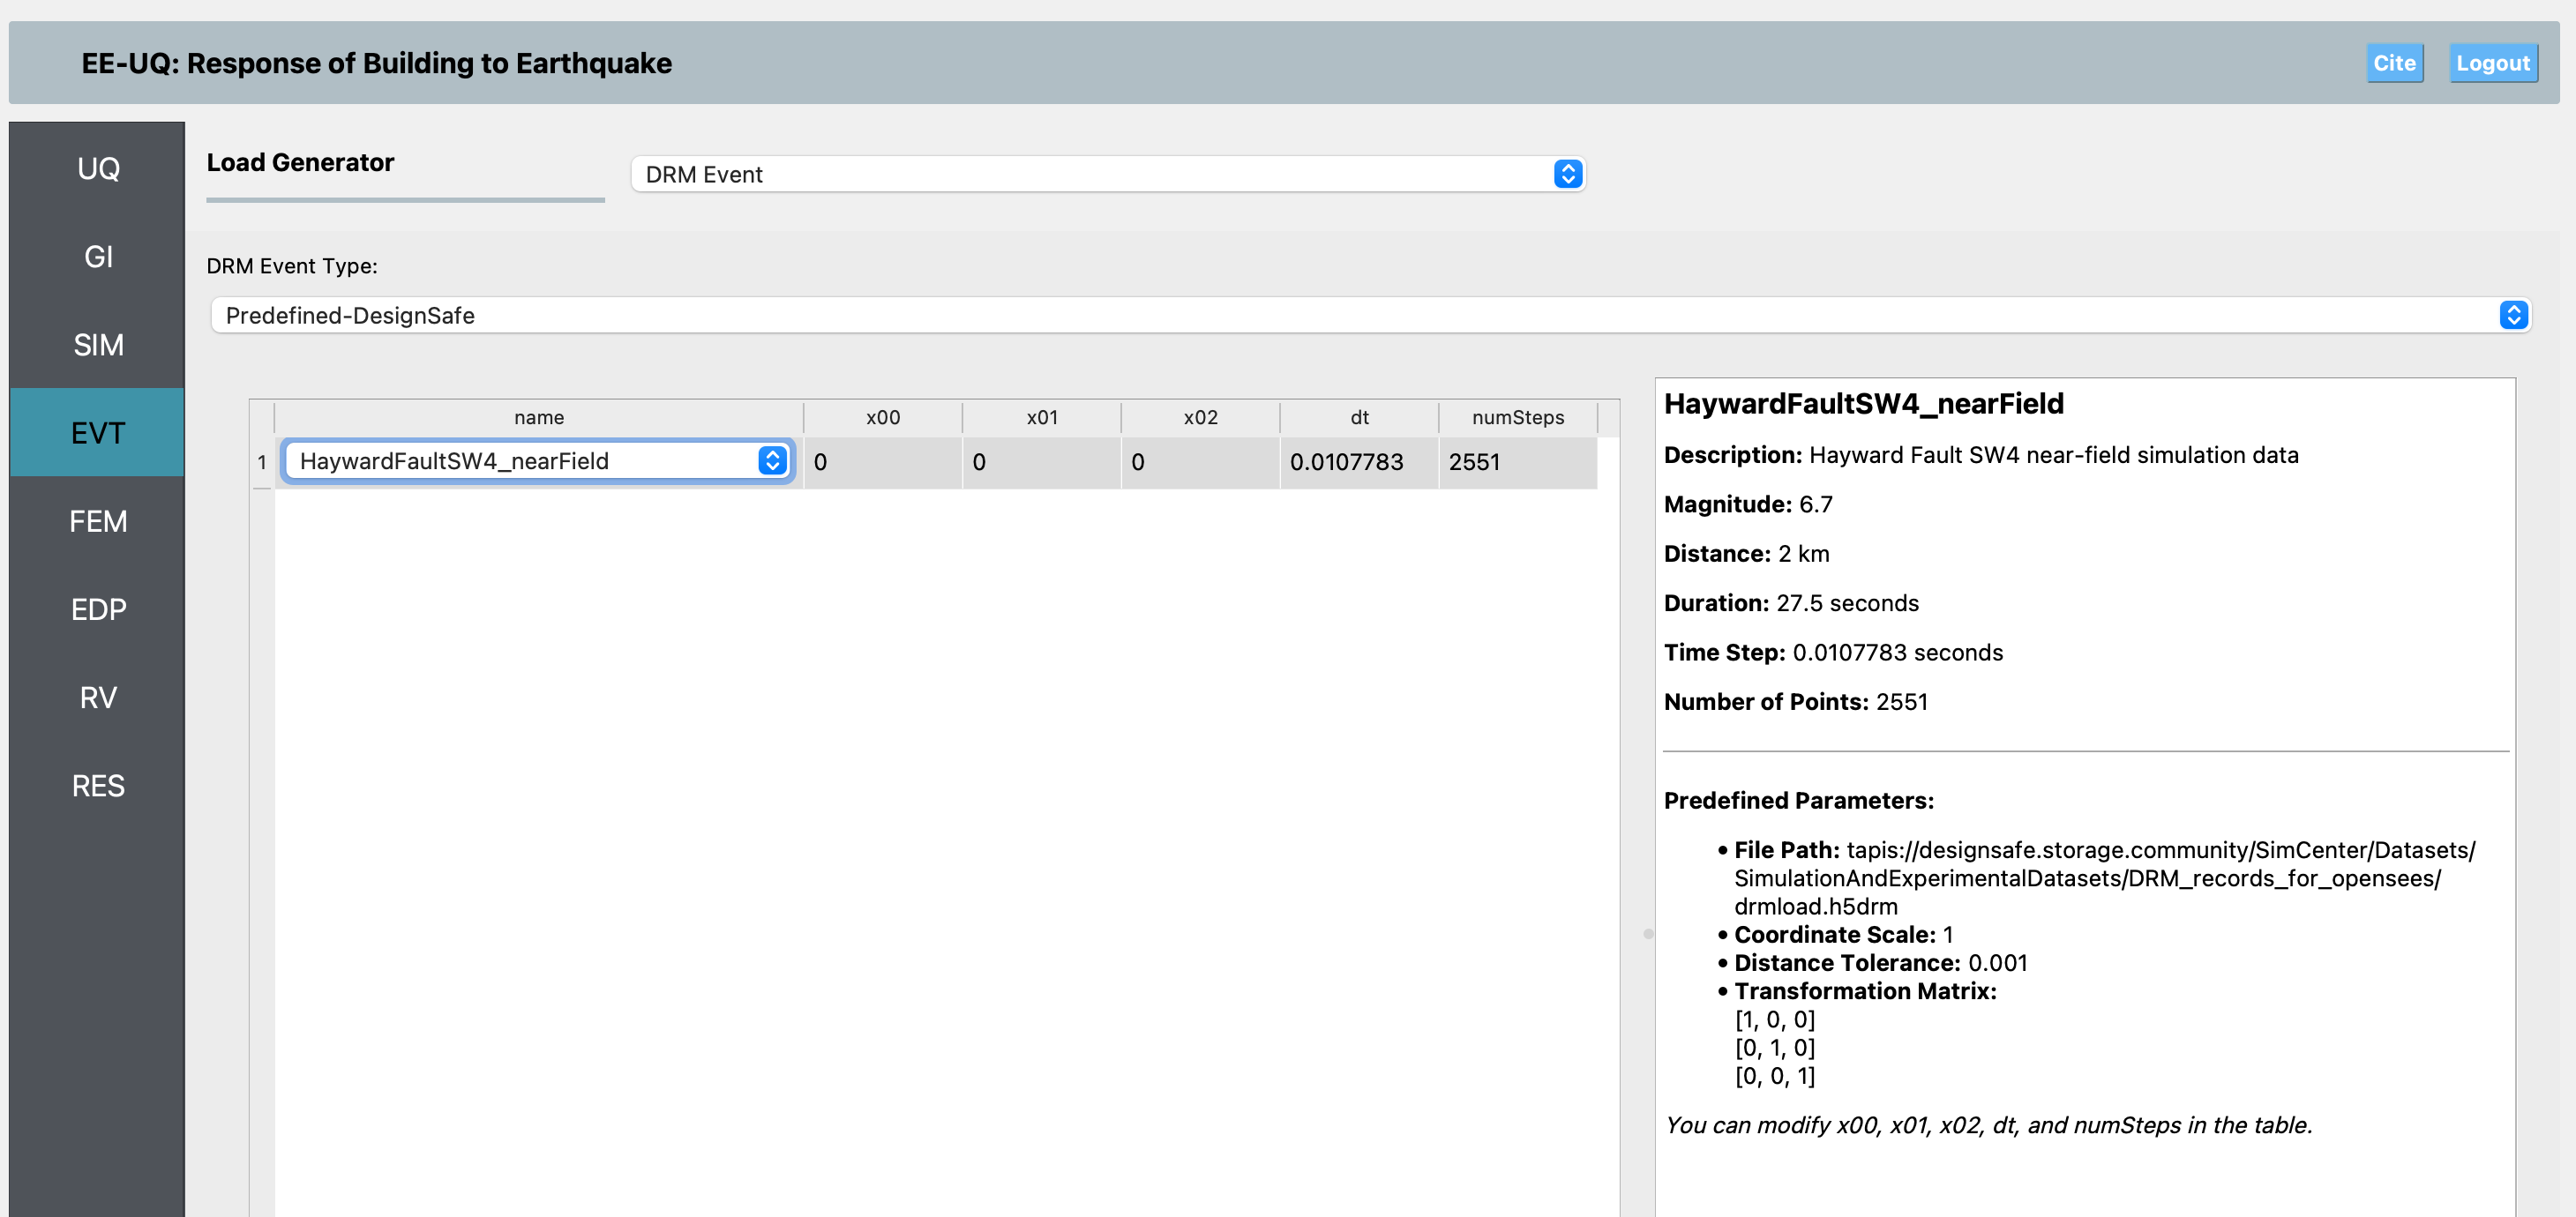 EE-UQ: Response of Building to Earthquake
Cite
Logout
UQ
GI
SIM
EVT
FEM
EDP
RV
RES
Load Generator
DRM Event
DRM Event Type:
Predefined-DesignSafe
name x00 x01 x02 dt numSteps
1 HaywardFaultSW4_nearField 0 0 0 0.0107783 2551
HaywardFaultSW4_nearField
Description: Hayward Fault SW4 near-field simulation data
Magnitude: 6.7
Distance: 2 km
Duration: 27.5 seconds
Time Step: 0.0107783 seconds
Number of Points: 2551
Predefined Parameters:
• File Path: tapis://designsafe.storage.community/SimCenter/Datasets/
SimulationAndExperimentalDatasets/DRM_records_for_opensees/
drmload.h5drm
• Coordinate Scale: 1
• Distance Tolerance: 0.001
• Transformation Matrix:
[1, 0, 0]
[0, 1, 0]
[0, 0, 1]
You can modify x00, x01, x02, dt, and numSteps in the table.